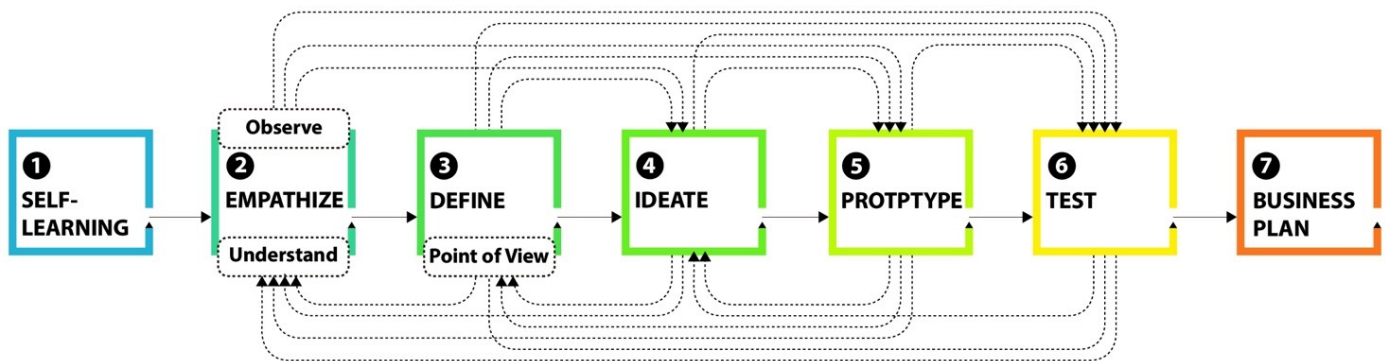 1
SELF-
LEARNING
Observe
2
EMPATHIZE
Understand
3
DEFINE
Point of View
4
IDEATE
5
PROTPTYPE
6
TEST
7
BUSINESS
PLAN